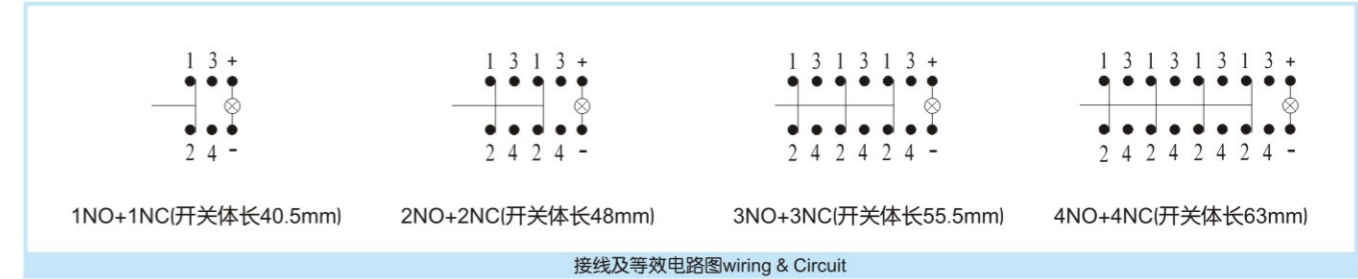 1 3 + 1 3 1 3 + 1 3 1 3 1 3 + 1 3 1 3 1 3 1 3 +
2 4 - 2 4 2 4 - 2 4 2 4 2 4 - 2 4 2 4 2 4 2 4 -
1NO+1NC(开关体长40.5mm) 2NO+2NC(开关体长48mm) 3NO+3NC(开关体长55.5mm) 4NO+4NC(开关体长63mm)
接线及等效电路图wiring & Circuit